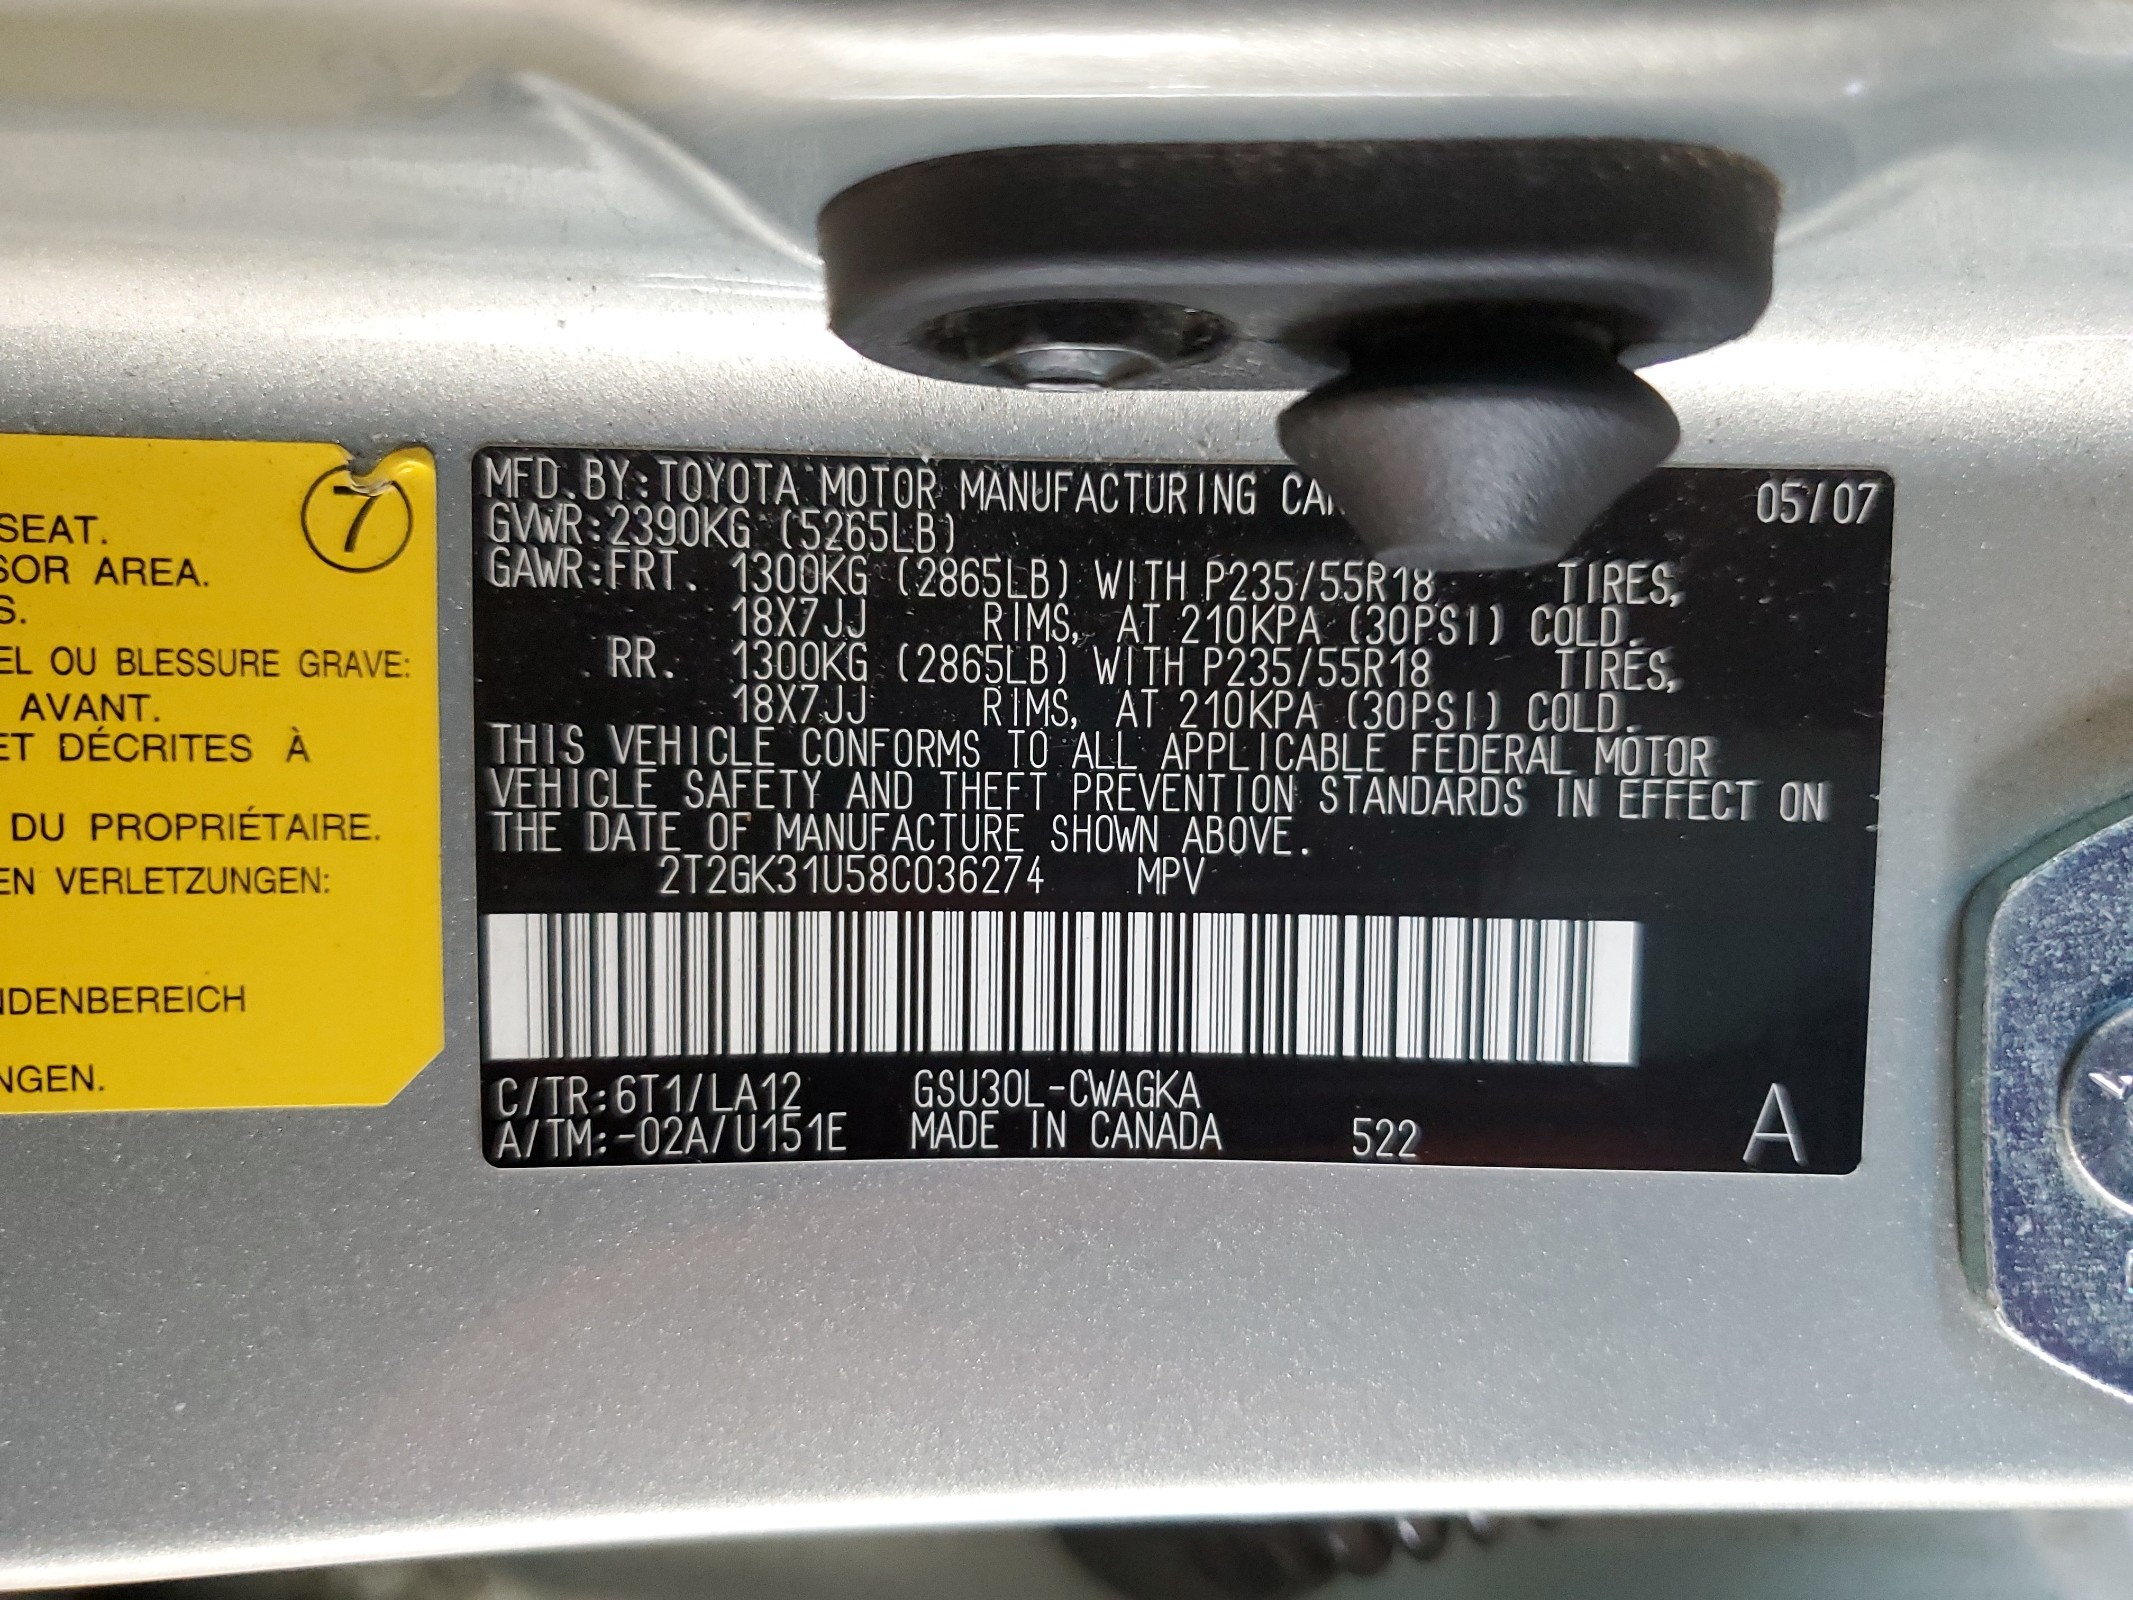 7
SEAT.
SOR AREA.
S.
EL OU BLESSURE GRAVE:
AVANT.
ET DÉCRITES À
DU PROPRIÉTAIRE.
EN VERLETZUNGEN:
NDENBEREICH
NGEN.
MFD.BY:TOYOTA MOTOR MANUFACTURING CAN 05/07
GVWR:2390KG (5265LB)
GAWR:FRT. 1300KG (2865LB) WITH P235/55R18 TIRES,
18X7JJ RIMS, AT 210KPA (30PSI) COLD.
RR. 1300KG (2865LB) WITH P235/55R18 TIRES,
18X7JJ RIMS, AT 210KPA (30PSI) COLD.
THIS VEHICLE CONFORMS TO ALL APPLICABLE FEDERAL MOTOR
VEHICLE SAFETY AND THEFT PREVENTION STANDARDS IN EFFECT ON
THE DATE OF MANUFACTURE SHOWN ABOVE.
2T2GK31U58C036274 MPV
C/TR:6T1/LA12 GSU30L-CWAGKA
A/TM:-02A/U151E MADE IN CANADA 522 A